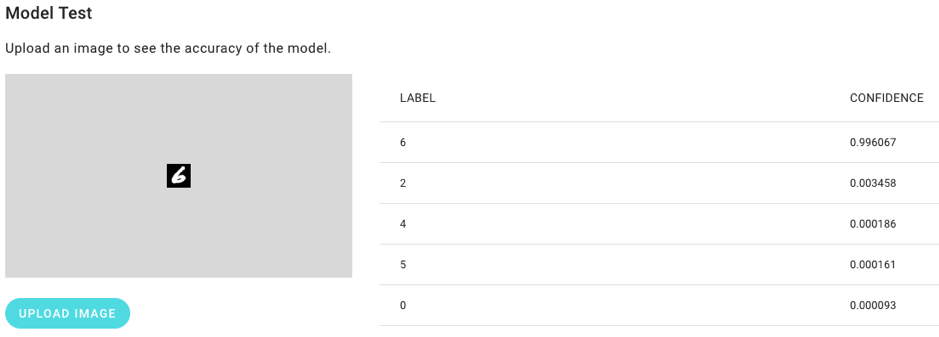 Model Test
Upload an image to see the accuracy of the model.
6
UPLOAD IMAGE
LABEL CONFIDENCE
6 0.996067
2 0.003458
4 0.000186
5 0.000161
0 0.000093